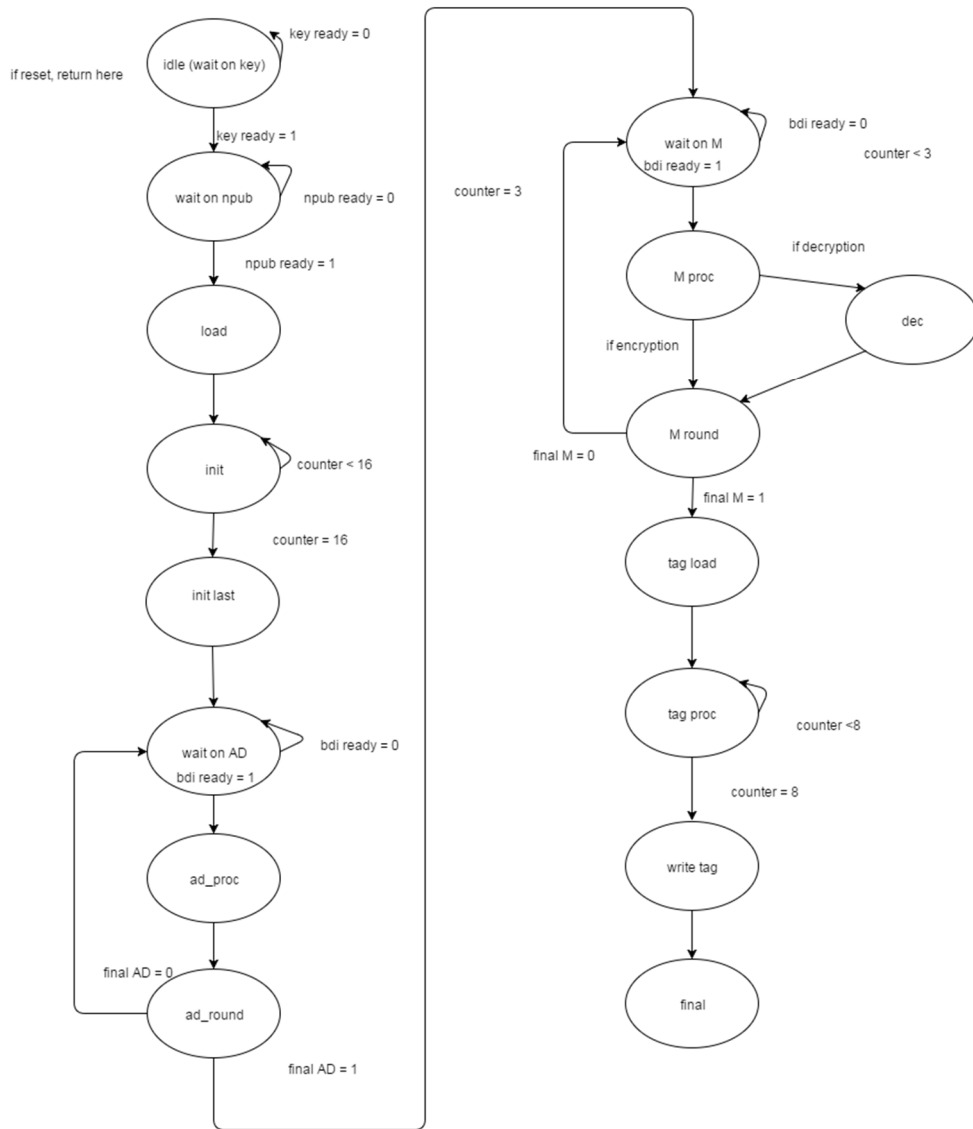 key ready = 0
idle (wait on key)
if reset, return here
key ready = 1
wait on npub
npub ready = 0
npub ready = 1
load
init
counter < 16
counter = 16
init last
wait on AD
bdi ready = 0
bdi ready = 1
ad_proc
final AD = 0
ad_round
final AD = 1
wait on M
bdi ready = 0
bdi ready = 1
counter < 3
counter = 3
M proc
if decryption
dec
if encryption
M round
final M = 0
final M = 1
tag load
tag proc
counter <8
counter = 8
write tag
final